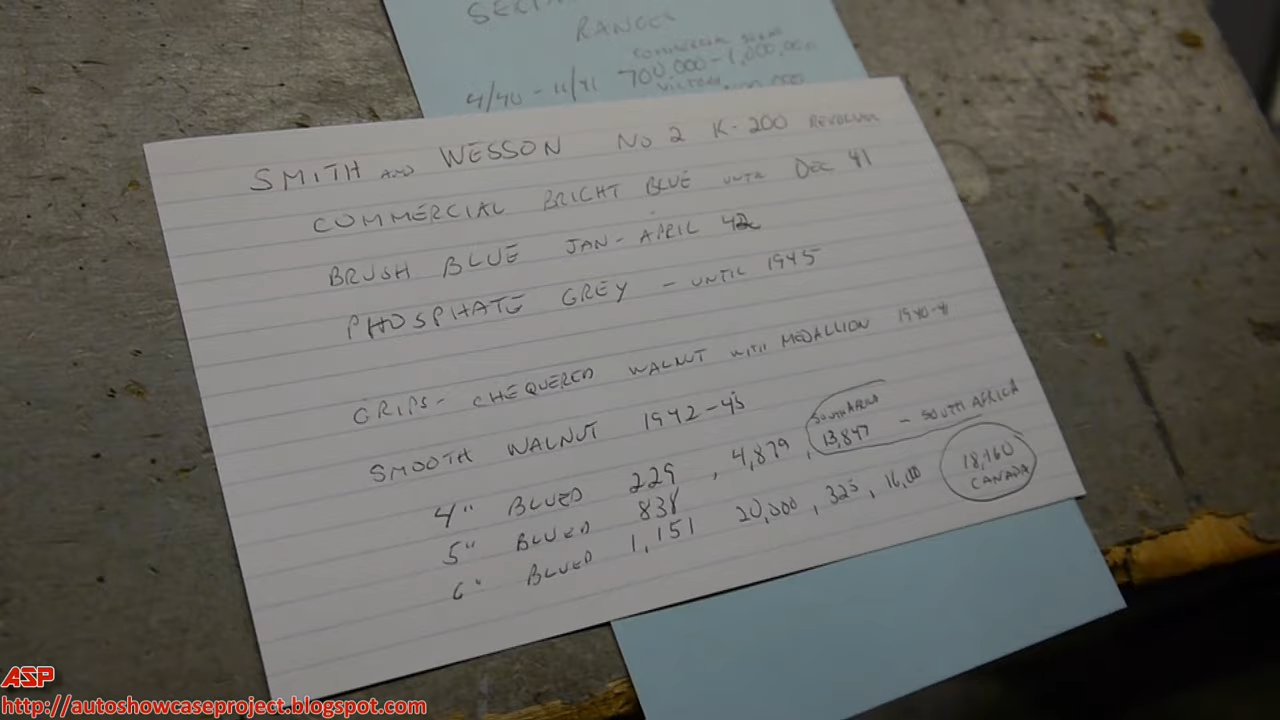 RANGES
4/40 - 11/41 700,000 - 1,000,000
SMITH AND WESSON No 2 K-200 REVOLVER
COMMERCIAL BRIGHT BLUE UNTIL DEC 41
BRUSH BLUE JAN - APRIL 42
PHOSPHATE GREY - UNTIL 1945
GRIPS - CHEQUERED WALNUT WITH MEDALLION 1940-41
SMOOTH WALNUT 1942-45
SOUTH AFRICA
4" BLUED 229, 4,879, 13,847 - SOUTH AFRICA
5" BLUED 838
6" BLUED 1,151 20,000, 325, 16,00
18,160
CANADA
ASP
http://autoshowcaseproject.blogspot.com